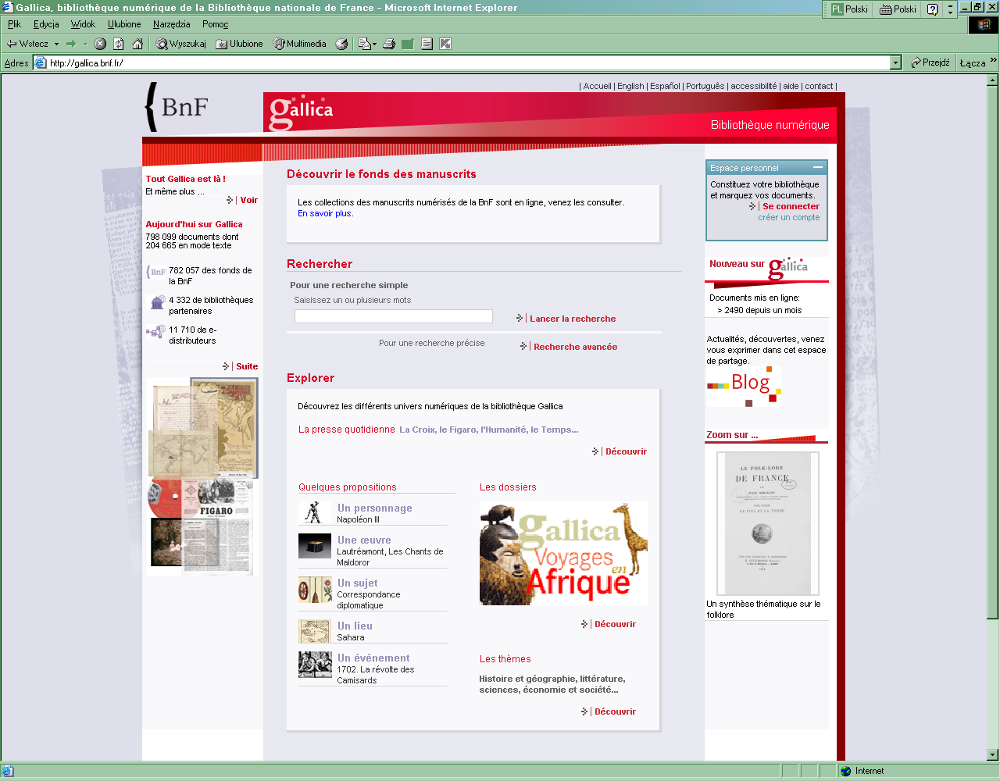 Gallica, bibliothèque numérique de la Bibliothèque nationale de France - Microsoft Internet Explorer
PL Polski Polski
Plik Edycja Widok Ulubione Narzędzia Pomoc
Wstecz Wyszukaj Ulubione Multimedia
Adres http://gallica.bnf.fr/ Przejdź Łącza »
| Accueil | English | Español | Português | accessibilité | aide | contact |
BnF
gallica
Bibliothèque numérique
Tout Gallica est là !
Et même plus ...
| Voir
Aujourd'hui sur Gallica
798 099 documents dont
204 665 en mode texte
BnF 782 057 des fonds de
la BnF
4 332 de bibliothèques
partenaires
11 710 de e-
distributeurs
| Suite
FIGARO
Découvrir le fonds des manuscrits
Les collections des manuscrits numérisés de la BnF sont en ligne, venez les consulter.
En savoir plus.
Rechercher
Pour une recherche simple
Saisissez un ou plusieurs mots
| Lancer la recherche
Pour une recherche précise | Recherche avancée
Explorer
Découvrez les différents univers numériques de la bibliothèque Gallica
La presse quotidienne La Croix, le Figaro, l'Humanité, le Temps...
| Découvrir
Quelques propositions
Un personnage
Napoléon III
Une œuvre
Lautréamont, Les Chants de
Maldoror
Un sujet
Correspondance
diplomatique
Un lieu
Sahara
Un événement
1702. La révolte des
Camisards
Les dossiers
gallica
Voyages
en
Afrique
| Découvrir
Les thèmes
Histoire et géographie, littérature,
sciences, économie et société...
| Découvrir
Espace personnel
Constituez votre bibliothèque
et marquez vos documents.
| Se connecter
créer un compte
Nouveau sur gallica
Documents mis en ligne:
> 2490 depuis un mois
Actualités, découvertes, venez
vous exprimer dans cet espace
de partage.
Blog
Zoom sur ...
LE FOLK-LORE
DE FRANCE
PAUL SÉBILLOT
LE CIEL ET LA TERRE
Un synthèse thématique sur le
folklore
Internet